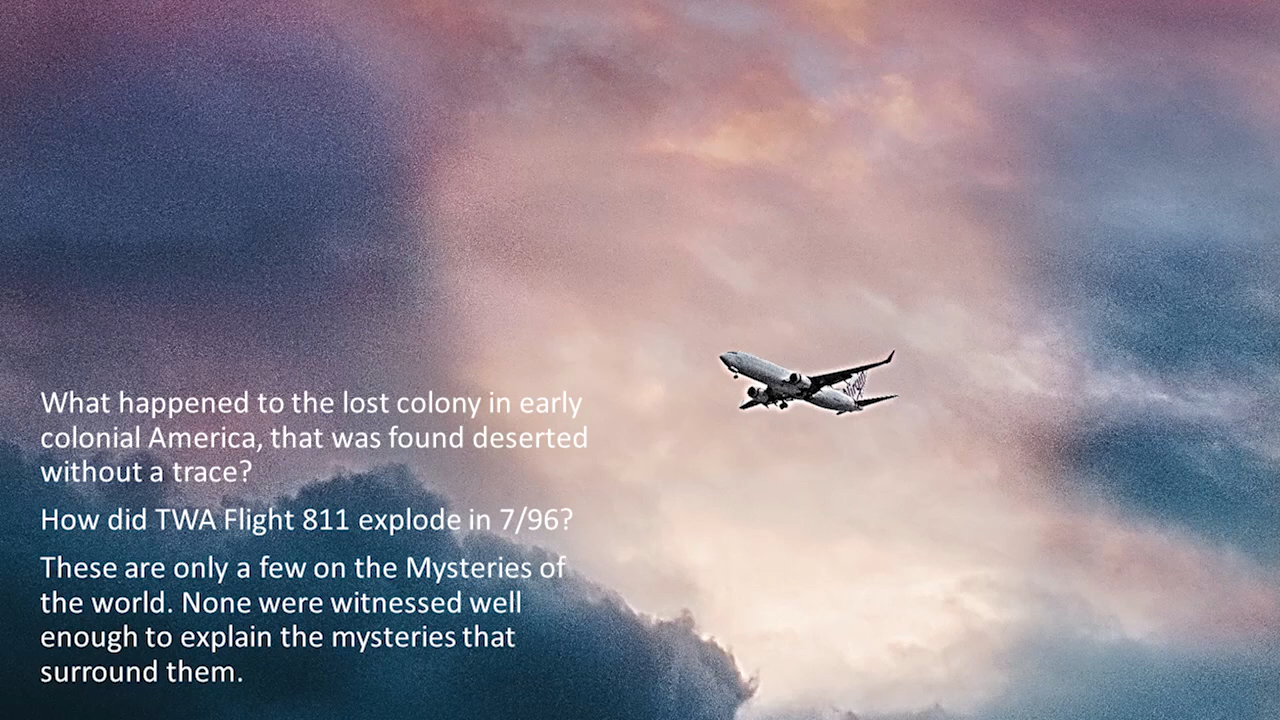 What happened to the lost colony in early
colonial America, that was found deserted
without a trace?
How did TWA Flight 811 explode in 7/96?
These are only a few on the Mysteries of
the world. None were witnessed well
enough to explain the mysteries that
surround them.